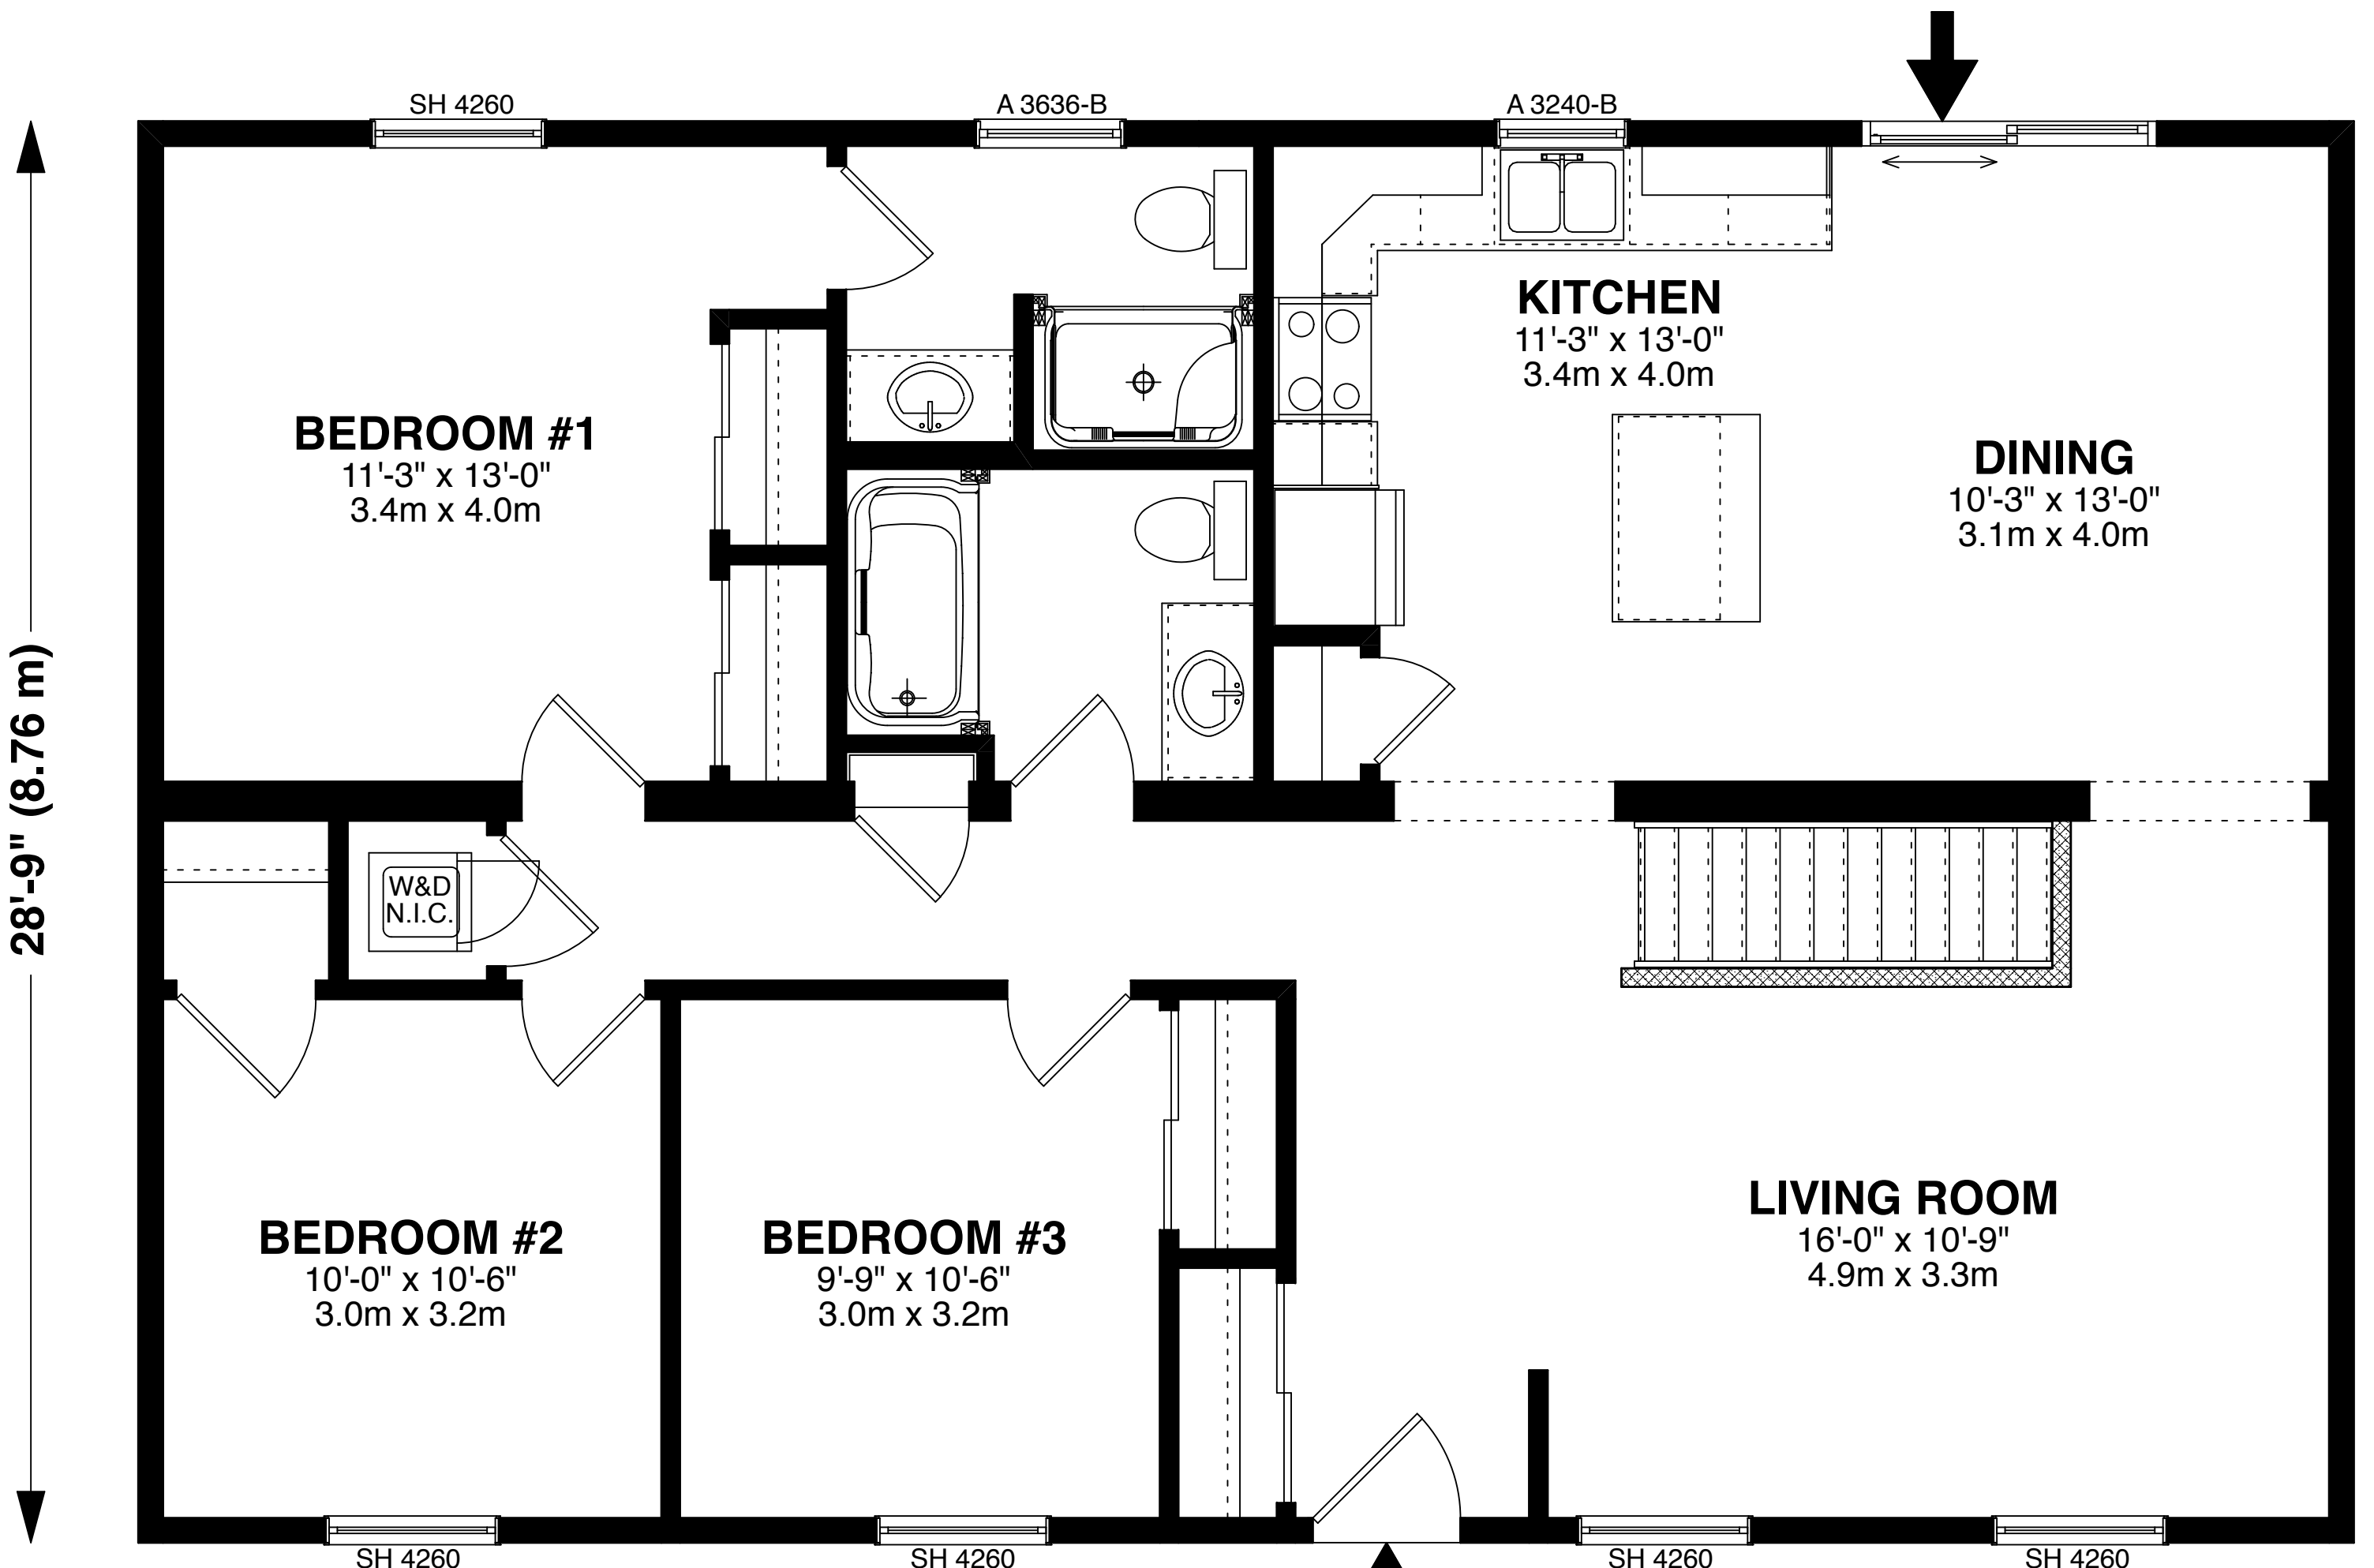 SH 4260
A 3636-B
A 3240-B
28'-9" (8.76 m)
BEDROOM #1
11'-3" x 13'-0"
3.4m x 4.0m
KITCHEN
11'-3" x 13'-0"
3.4m x 4.0m
DINING
10'-3" x 13'-0"
3.1m x 4.0m
W&D
N.I.C.
BEDROOM #2
10'-0" x 10'-6"
3.0m x 3.2m
BEDROOM #3
9'-9" x 10'-6"
3.0m x 3.2m
LIVING ROOM
16'-0" x 10'-9"
4.9m x 3.3m
SH 4260
SH 4260
SH 4260
SH 4260